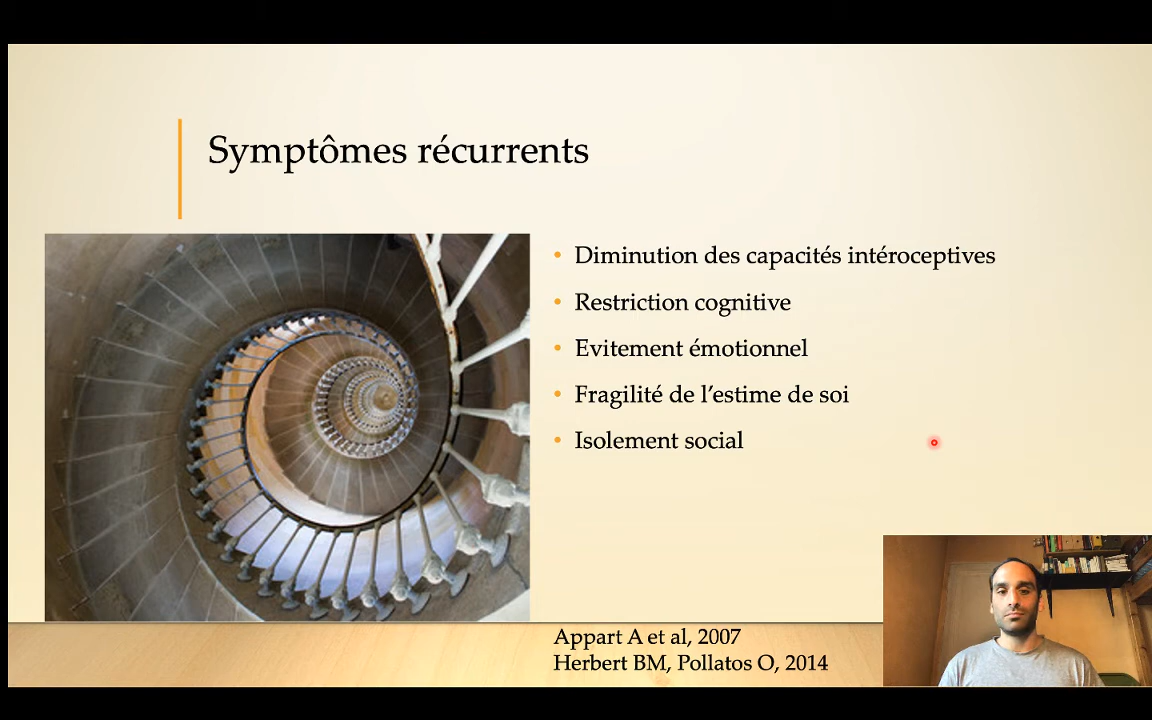 Symptômes récurrents
• Diminution des capacités intéroceptives
• Restriction cognitive
• Evitement émotionnel
• Fragilité de l’estime de soi
• Isolement social
Appart A et al, 2007
Herbert BM, Pollatos O, 2014